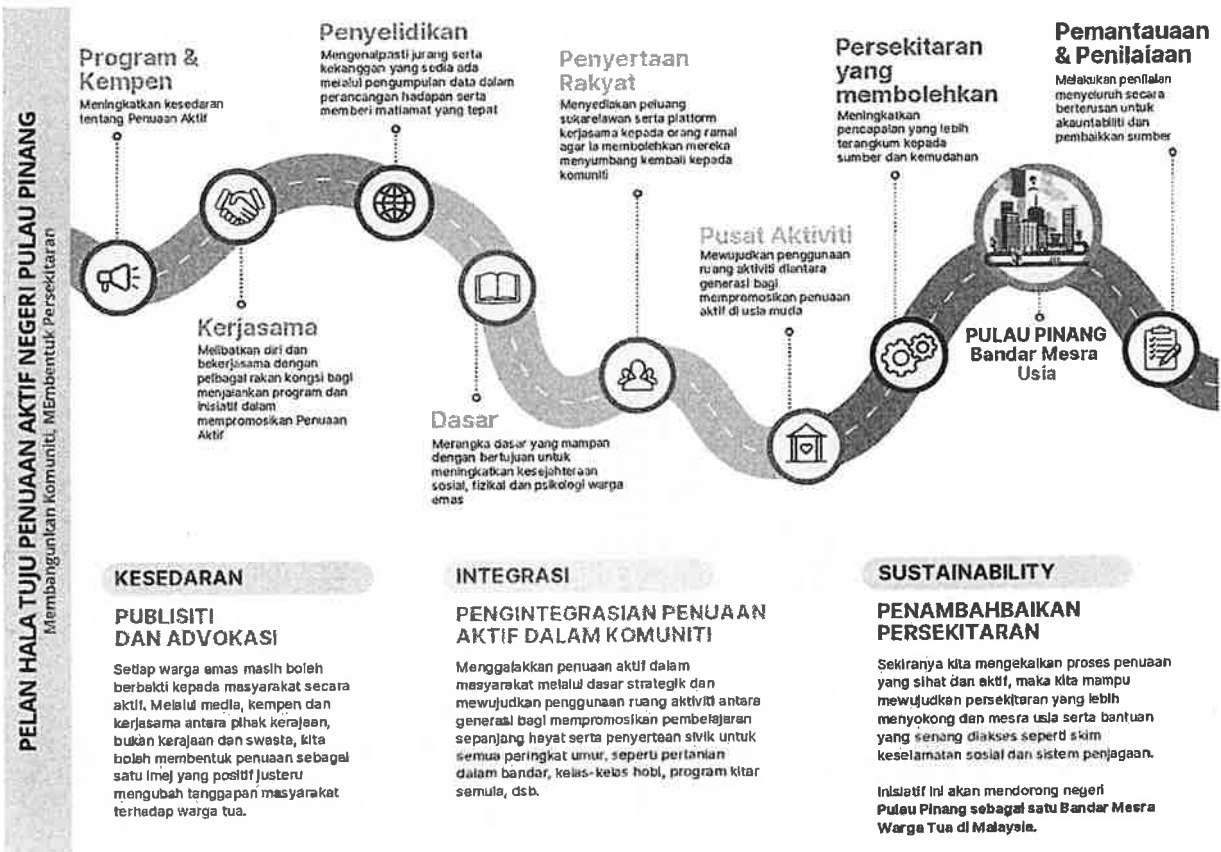 PELAN HALA TUJU PENUAAN AKTIF NEGERI PULAU PINANG
Membangunkan Komuniti, MEmbentuk Persekitaran
Program &
Kempen
Meningkatkan kesedaran
tentang Penuaan Aktif
Kerjasama
Melibatkan diri dan
bekerjasama dengan
pelbagai rakan kongsi bagi
menjalankan program dan
inisiatif dalam
mempromosikan Penuaan
Aktif
Penyelidikan
Mengenalpasti jurang serta
kekanggan yang sedia ada
melalui pengumpulan data dalam
perancangan hadapan serta
memberi matlamat yang tepat
Dasar
Merangka dasar yang mampan
dengan bertujuan untuk
meningkatkan kesejahteraan
sosial, fizikal dan psikologi warga
emas
Penyertaan
Rakyat
Menyediakan peluang
sukarelawan serta platform
kerjasama kepada orang ramai
agar ia membolehkan mereka
menyumbang kembali kepada
komuniti
Pusat Aktiviti
Mewujudkan penggunaan
ruang aktiviti diantara
generasi bagi
mempromosikan penuaan
aktif di usia muda
Persekitaran
yang
membolehkan
Meningkatkan
pencapaian yang lebih
terangkum kepada
sumber dan kemudahan
PULAU PINANG
Bandar Mesra
Usia
Pemantauaan
& Penilaiaan
Melakukan penilaian
menyeluruh secara
berterusan untuk
akauntabiliti dan
pembaikkan sumber
KESEDARAN
PUBLISITI
DAN ADVOKASI
Setiap warga emas masih boleh
berbakti kepada masyarakat secara
aktif. Melalui media, kempen dan
kerjasama antara pihak kerajaan,
bukan kerajaan dan swasta, kita
boleh membentuk penuaan sebagai
satu imej yang positif justeru
mengubah tanggapan masyarakat
terhadap warga tua.
INTEGRASI
PENGINTEGRASIAN PENUAAN
AKTIF DALAM KOMUNITI
Menggalakkan penuaan aktif dalam
masyarakat melalui dasar strategik dan
mewujudkan penggunaan ruang aktiviti antara
generasi bagi mempromosikan pembelajaran
sepanjang hayat serta penyertaan sivik untuk
semua peringkat umur, seperti pertanian
dalam bandar, kelas-kelas hobi, program kitar
semula, dsb.
SUSTAINABILITY
PENAMBAHBAIKAN
PERSEKITARAN
Sekiranya kita mengekalkan proses penuaan
yang sihat dan aktif, maka kita mampu
mewujudkan persekitaran yang lebih
menyokong dan mesra usia serta bantuan
yang senang diakses seperti skim
keselamatan sosial dan sistem penjagaan.
Inisiatif ini akan mendorong negeri
Pulau Pinang sebagai satu Bandar Mesra
Warga Tua di Malaysia.